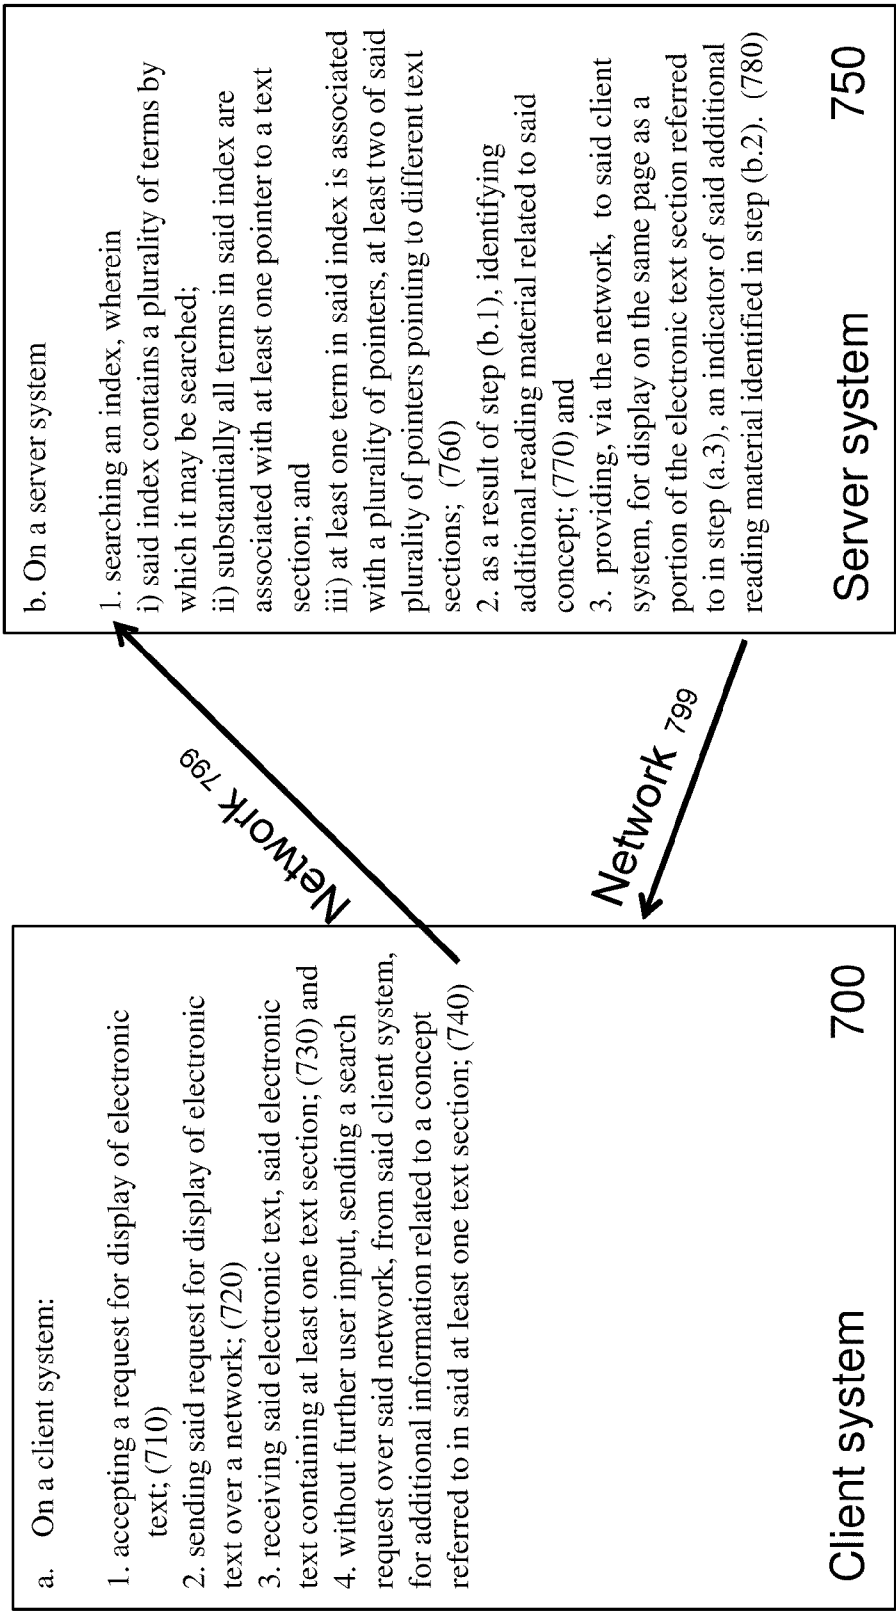 a. On a client system:
1. accepting a request for display of electronic
text; (710)
2. sending said request for display of electronic
text over a network; (720)
3. receiving said electronic text, said electronic
text containing at least one text section; (730) and
4. without further user input, sending a search
request over said network, from said client system,
for additional information related to a concept
referred to in said at least one text section; (740)
Client system 700
Network 799
Network 799
b. On a server system
1. searching an index, wherein
i) said index contains a plurality of terms by
which it may be searched;
ii) substantially all terms in said index are
associated with at least one pointer to a text
section; and
iii) at least one term in said index is associated
with a plurality of pointers, at least two of said
plurality of pointers pointing to different text
sections; (760)
2. as a result of step (b.1), identifying
additional reading material related to said
concept; (770) and
3. providing, via the network, to said client
system, for display on the same page as a
portion of the electronic text section referred
to in step (a.3), an indicator of said additional
reading material identified in step (b.2). (780)
Server system 750